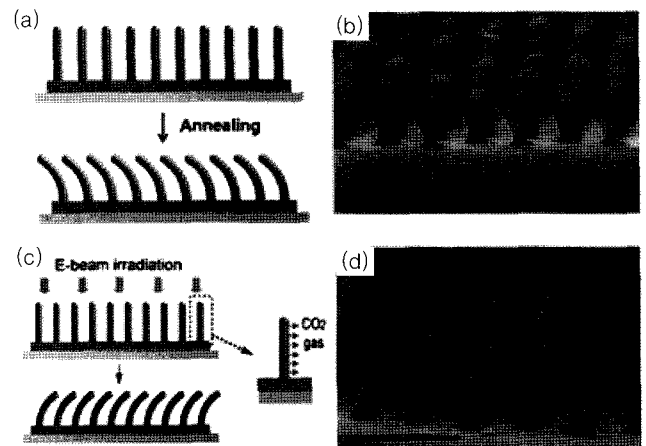 (a)
Annealing
(b)
(c)
E-beam irradiation
CO₂
gas
(d)